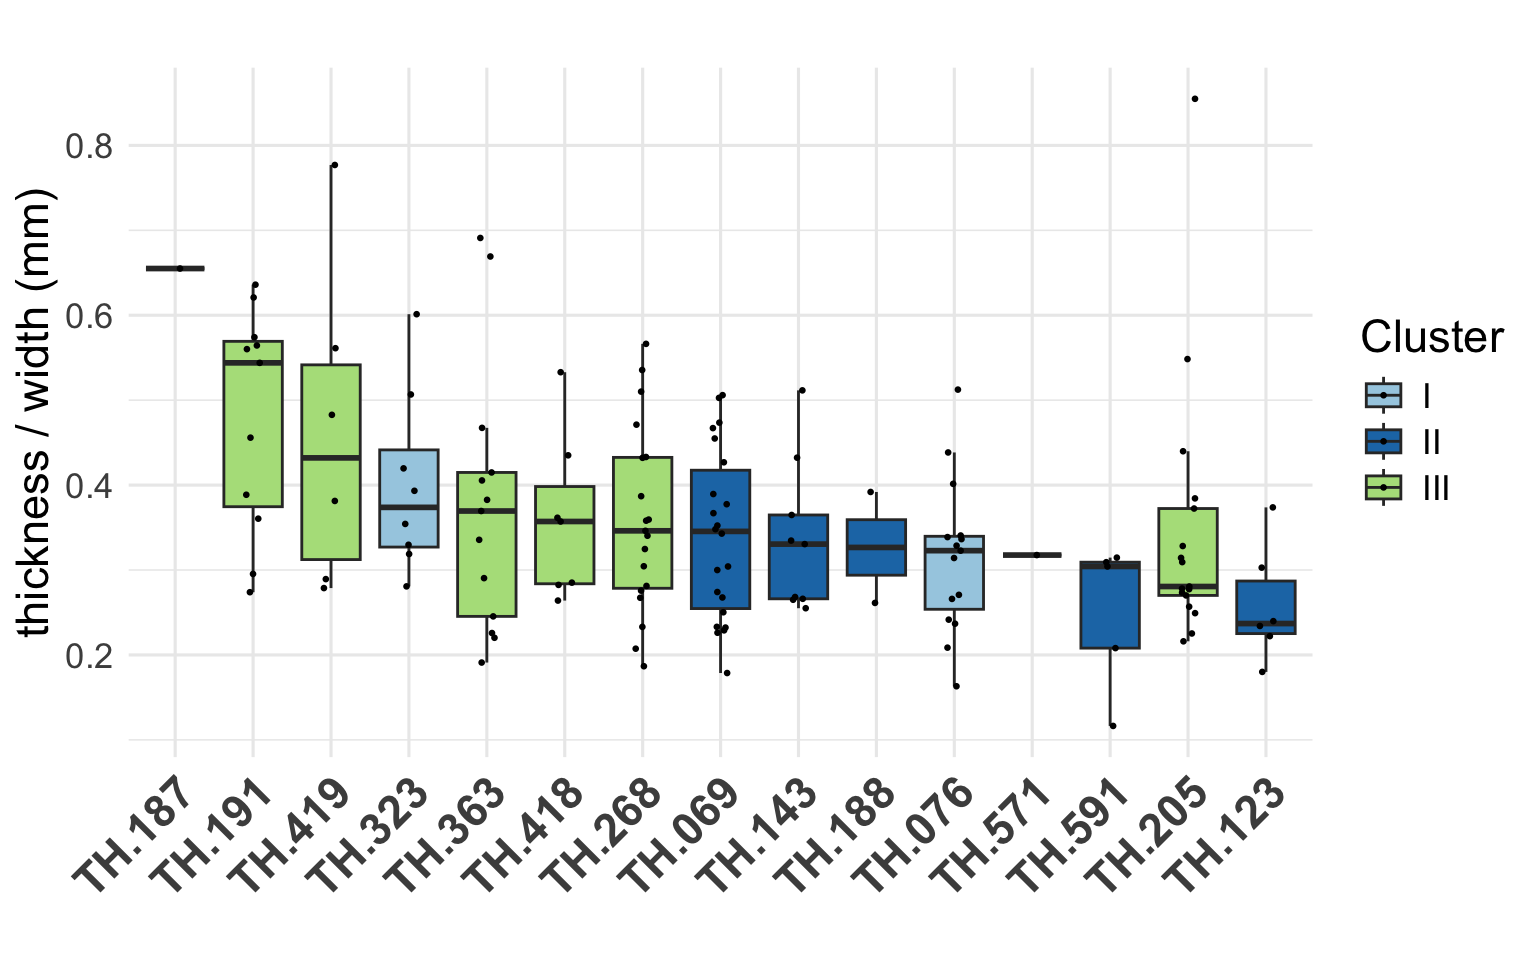 thickness / width (mm)
0.8
0.6
0.4
0.2
TH.187
TH.191
TH.419
TH.323
TH.363
TH.418
TH.268
TH.069
TH.143
TH.188
TH.076
TH.571
TH.591
TH.205
TH.123
Cluster
I
II
III